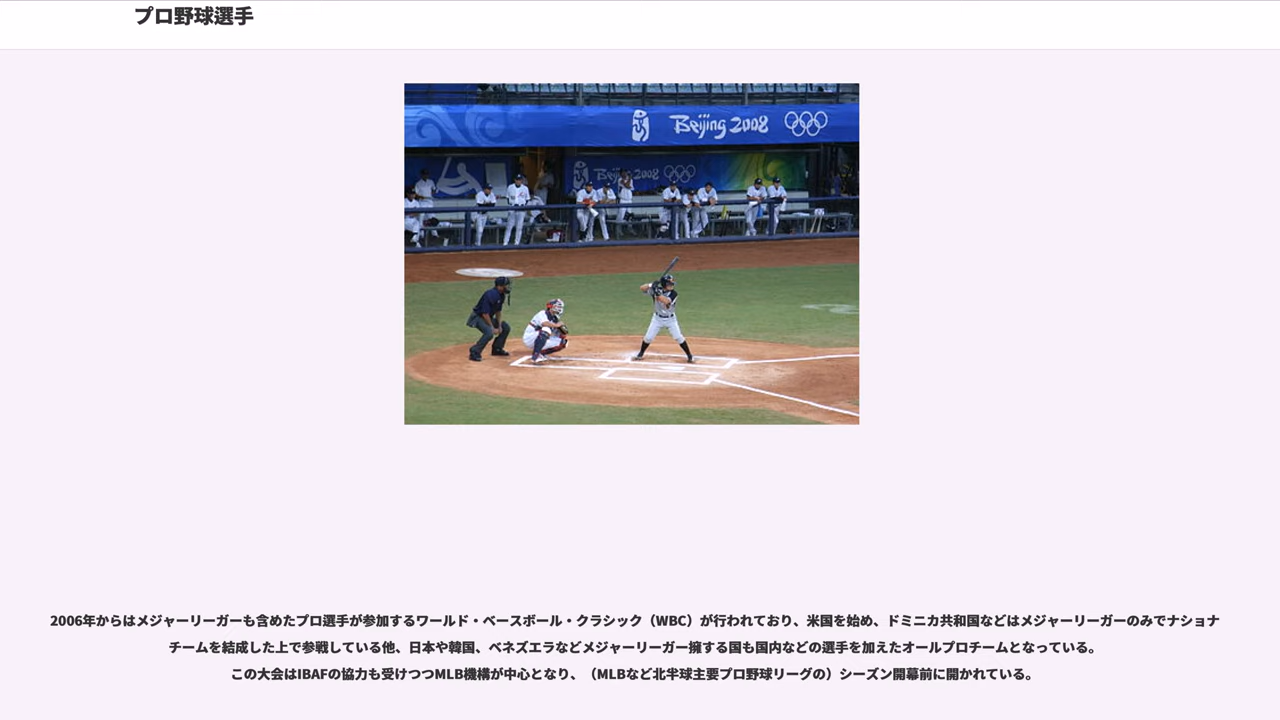 プロ野球選手
Beijing 2008
Beijing 2008
2006年からはメジャーリーガーも含めたプロ選手が参加するワールド・ベースボール・クラシック（WBC）が行われており、米国を始め、ドミニカ共和国などはメジャーリーガーのみでナショナ
チームを結成した上で参戦している他、日本や韓国、ベネズエラなどメジャーリーガー擁する国も国内などの選手を加えたオールプロチームとなっている。
この大会はIBAFの協力も受けつつMLB機構が中心となり、（MLBなど北半球主要プロ野球リーグの）シーズン開幕前に開かれている。